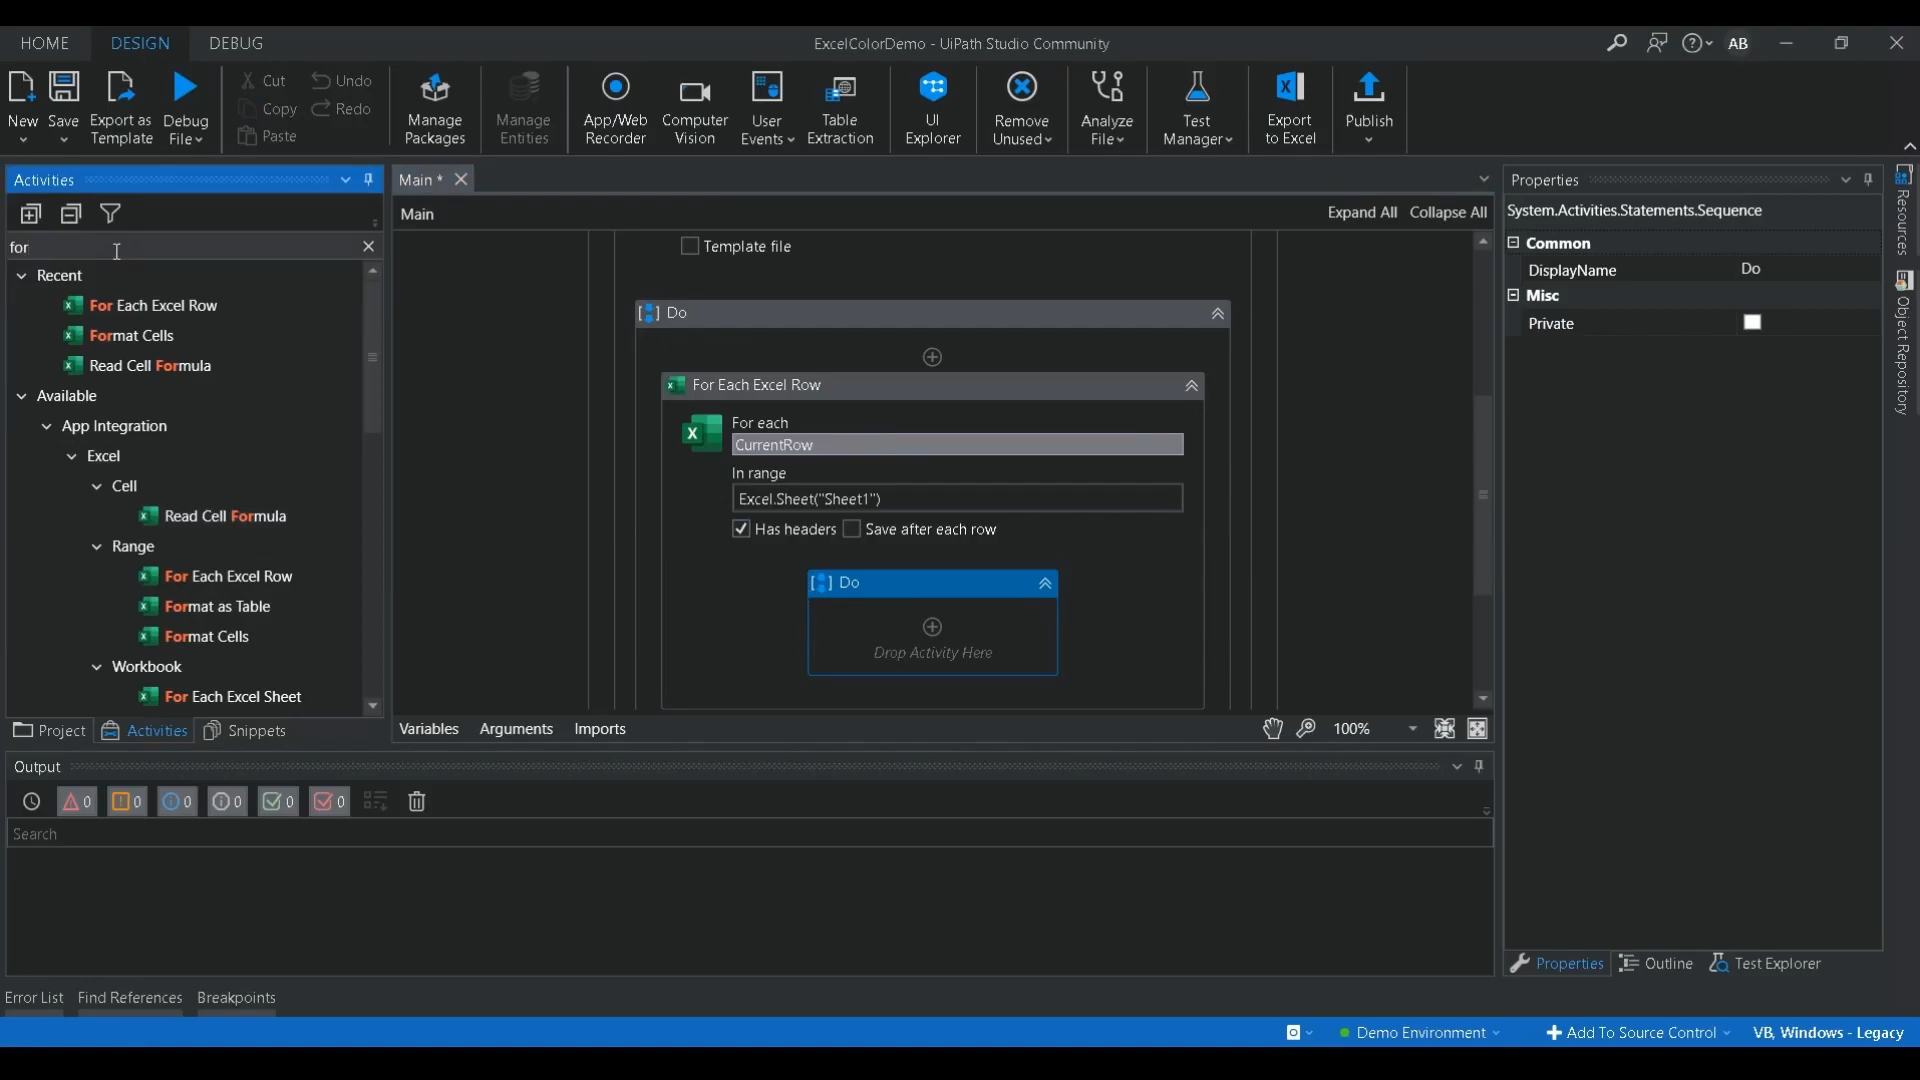 HOME DESIGN DEBUG ExcelColorDemo - UiPath Studio Community AB
New Save Export as Template Debug File Cut Copy Paste Undo Redo Manage Packages Manage Entities App/Web Recorder Computer Vision User Events Table Extraction UI Explorer Remove Unused Analyze File Test Manager Export to Excel Publish
Activities
for
Recent
For Each Excel Row
Format Cells
Read Cell Formula
Available
App Integration
Excel
Cell
Read Cell Formula
Range
For Each Excel Row
Format as Table
Format Cells
Workbook
For Each Excel Sheet
Project Activities Snippets
Main *
Main Expand All Collapse All
Template file
Do
For Each Excel Row
For each
CurrentRow
In range
Excel.Sheet("Sheet1")
Has headers Save after each row
Do
Drop Activity Here
Variables Arguments Imports 100%
Properties
System.Activities.Statements.Sequence
Common
DisplayName Do
Misc
Private
Properties Outline Test Explorer
Resources
Object Repository
Output
0 0 0 0 0 0
Search
Error List Find References Breakpoints
Demo Environment Add To Source Control VB, Windows - Legacy